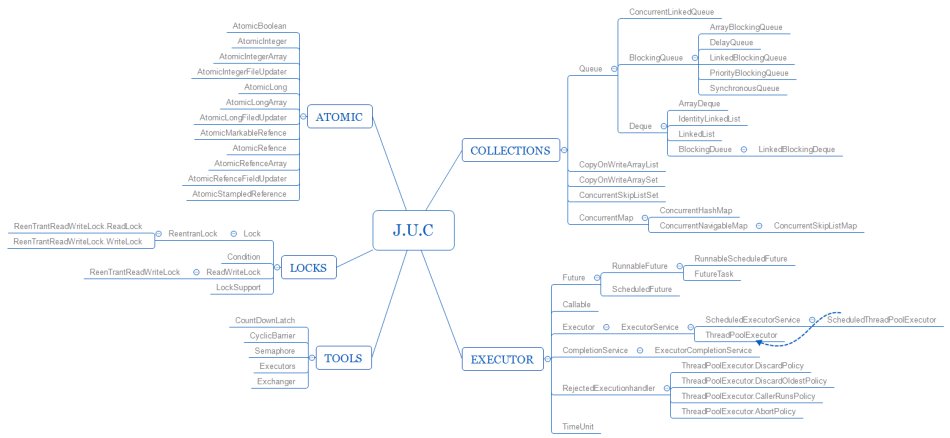 J.U.C
ATOMIC
AtomicBoolean
AtomicInteger
AtomicIntegerArray
AtomicIntegerFileUpdater
AtomicLong
AtomicLongArray
AtomicLongFiledUpdater
AtomicMarkableRefence
AtomicRefence
AtomicRefenceArray
AtomicRefenceFieldUpdater
AtomicStampledReference
LOCKS
Lock
ReentranLock
ReenTrantReadWriteLock.ReadLock
ReenTrantReadWriteLock.WriteLock
Condition
ReadWriteLock
ReenTrantReadWriteLock
LockSupport
TOOLS
CountDownLatch
CyclicBarrier
Semaphore
Executors
Exchanger
COLLECTIONS
Queue
ConcurrentLinkedQueue
BlockingQueue
ArrayBlockingQueue
DelayQueue
LinkedBlockingQueue
PriorityBlockingQueue
SynchronousQueue
Deque
ArrayDeque
IdentityLinkedList
LinkedList
BlockingDueue
LinkedBlockingDeque
CopyOnWriteArrayList
CopyOnWriteArraySet
ConcurrentSkipListSet
ConcurrentMap
ConcurrentHashMap
ConcurrentNavigableMap
ConcurrentSkipListMap
EXECUTOR
Future
RunnableFuture
RunnableScheduledFuture
FutureTask
ScheduledFuture
Callable
Executor
ExecutorService
ScheduledExecutorService
ScheduledThreadPoolExecutor
ThreadPoolExecutor
CompletionService
ExecutorCompletionService
RejectedExecutionhandler
ThreadPoolExecutor.DiscardPolicy
ThreadPoolExecutor.DiscardOldestPolicy
ThreadPoolExecutor.CallerRunsPolicy
ThreadPoolExecutor.AbortPolicy
TimeUnit